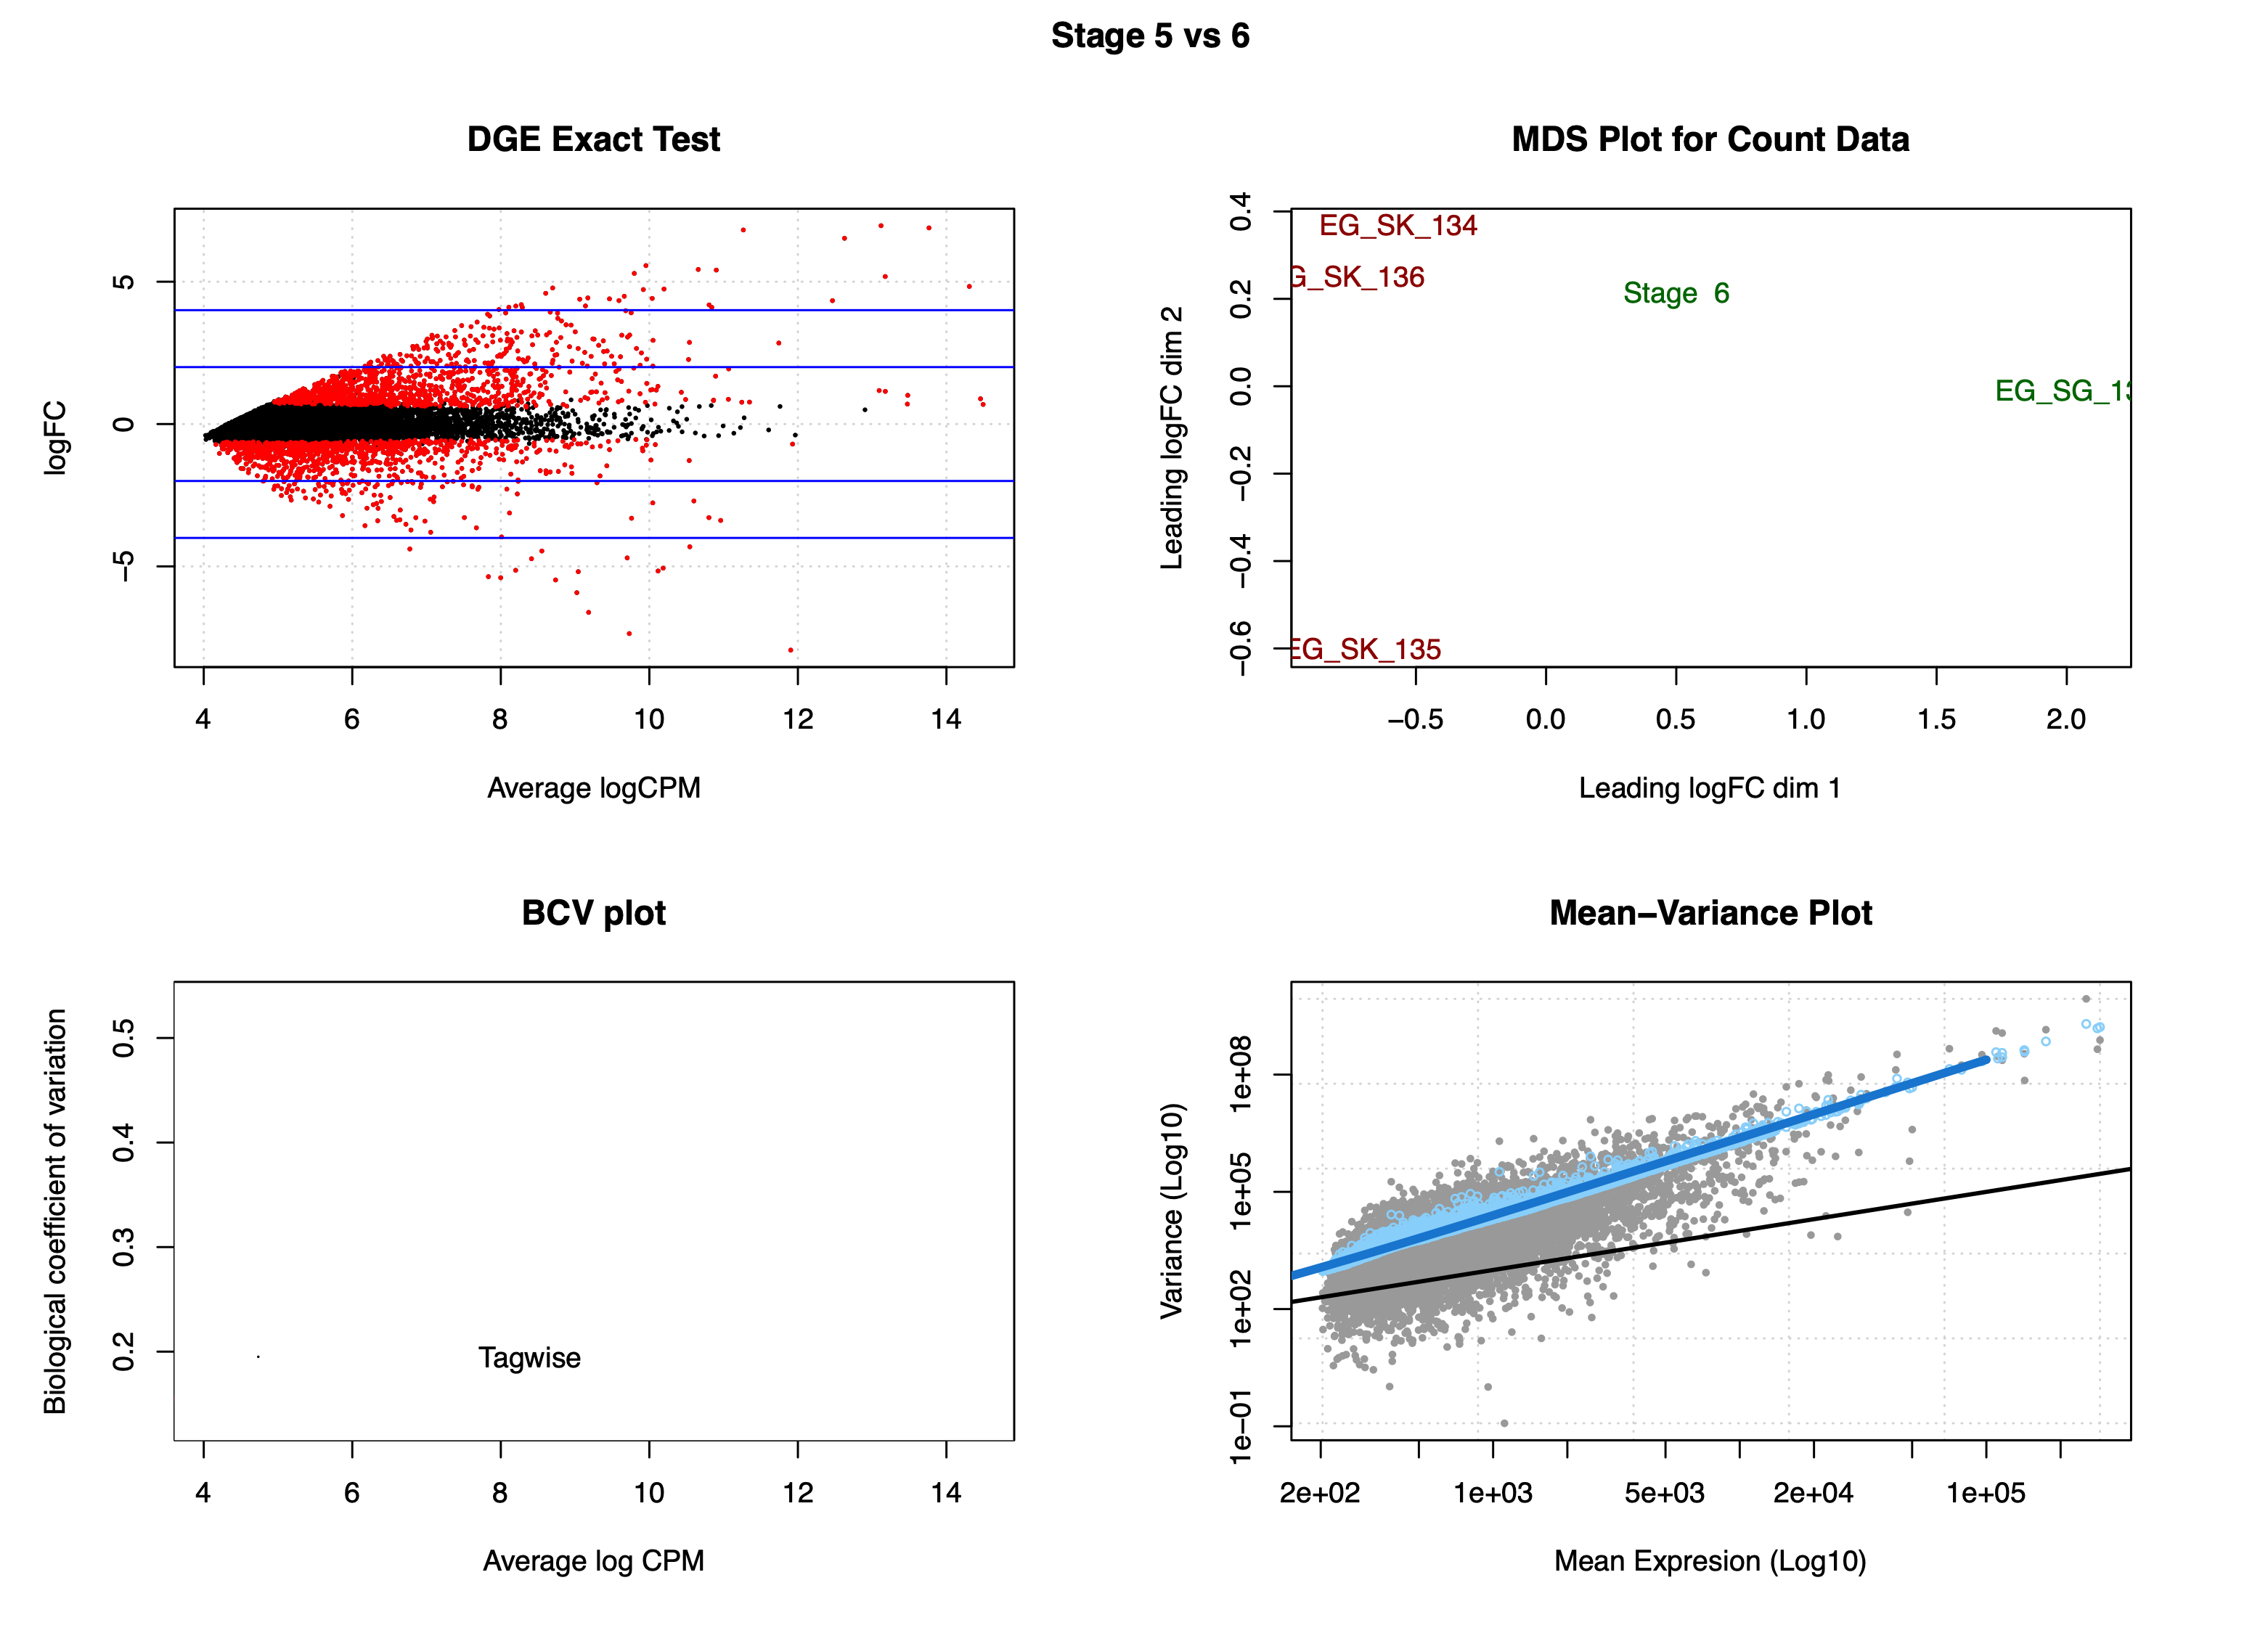 Stage 5 vs 6
DGE Exact Test
logFC
5
0
−5
4 6 8 10 12 14
Average logCPM
MDS Plot for Count Data
Leading logFC dim 2
0.4
0.2
0.0
−0.2
−0.4
−0.6
EG_SK_134
G_SK_136
Stage 6
EG_SG_13
EG_SK_135
−0.5 0.0 0.5 1.0 1.5 2.0
Leading logFC dim 1
BCV plot
Biological coefficient of variation
0.5
0.4
0.3
0.2
Tagwise
4 6 8 10 12 14
Average log CPM
Mean−Variance Plot
Variance (Log10)
1e+08
1e+05
1e+02
1e−01
2e+02 1e+03 5e+03 2e+04 1e+05
Mean Expresion (Log10)